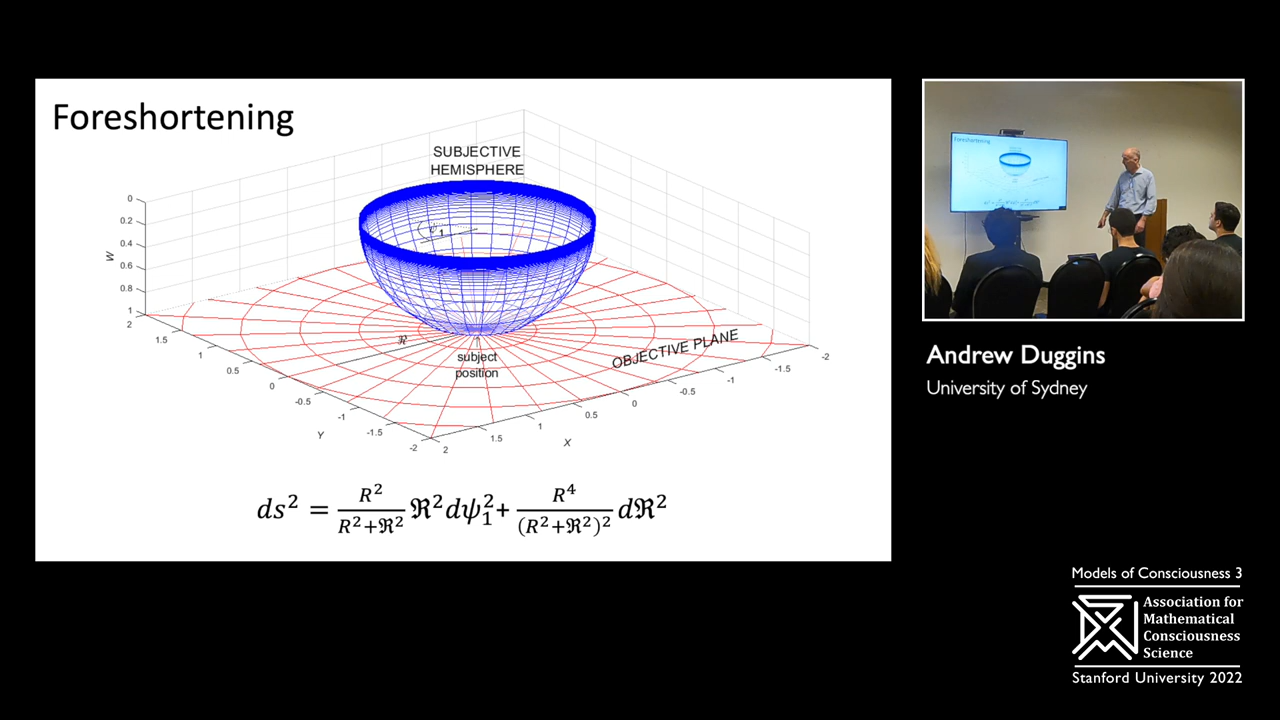 Foreshortening
SUBJECTIVE
HEMISPHERE
0
0.2
0.4
0.6
0.8
1
W
2
1.5
1
0.5
0
-0.5
-1
-1.5
-2
Y
2
1.5
1
0.5
0
-0.5
-1
-1.5
-2
X
ψ₁
ℜ
subject
position
OBJECTIVE PLANE
ds² = R²/(R²+ℜ²) ℜ²dψ₁² + R⁴/(R²+ℜ²)² dℜ²
Foreshortening
Andrew Duggins
University of Sydney
Models of Consciousness 3
Association for
Mathematical
Consciousness
Science
Stanford University 2022